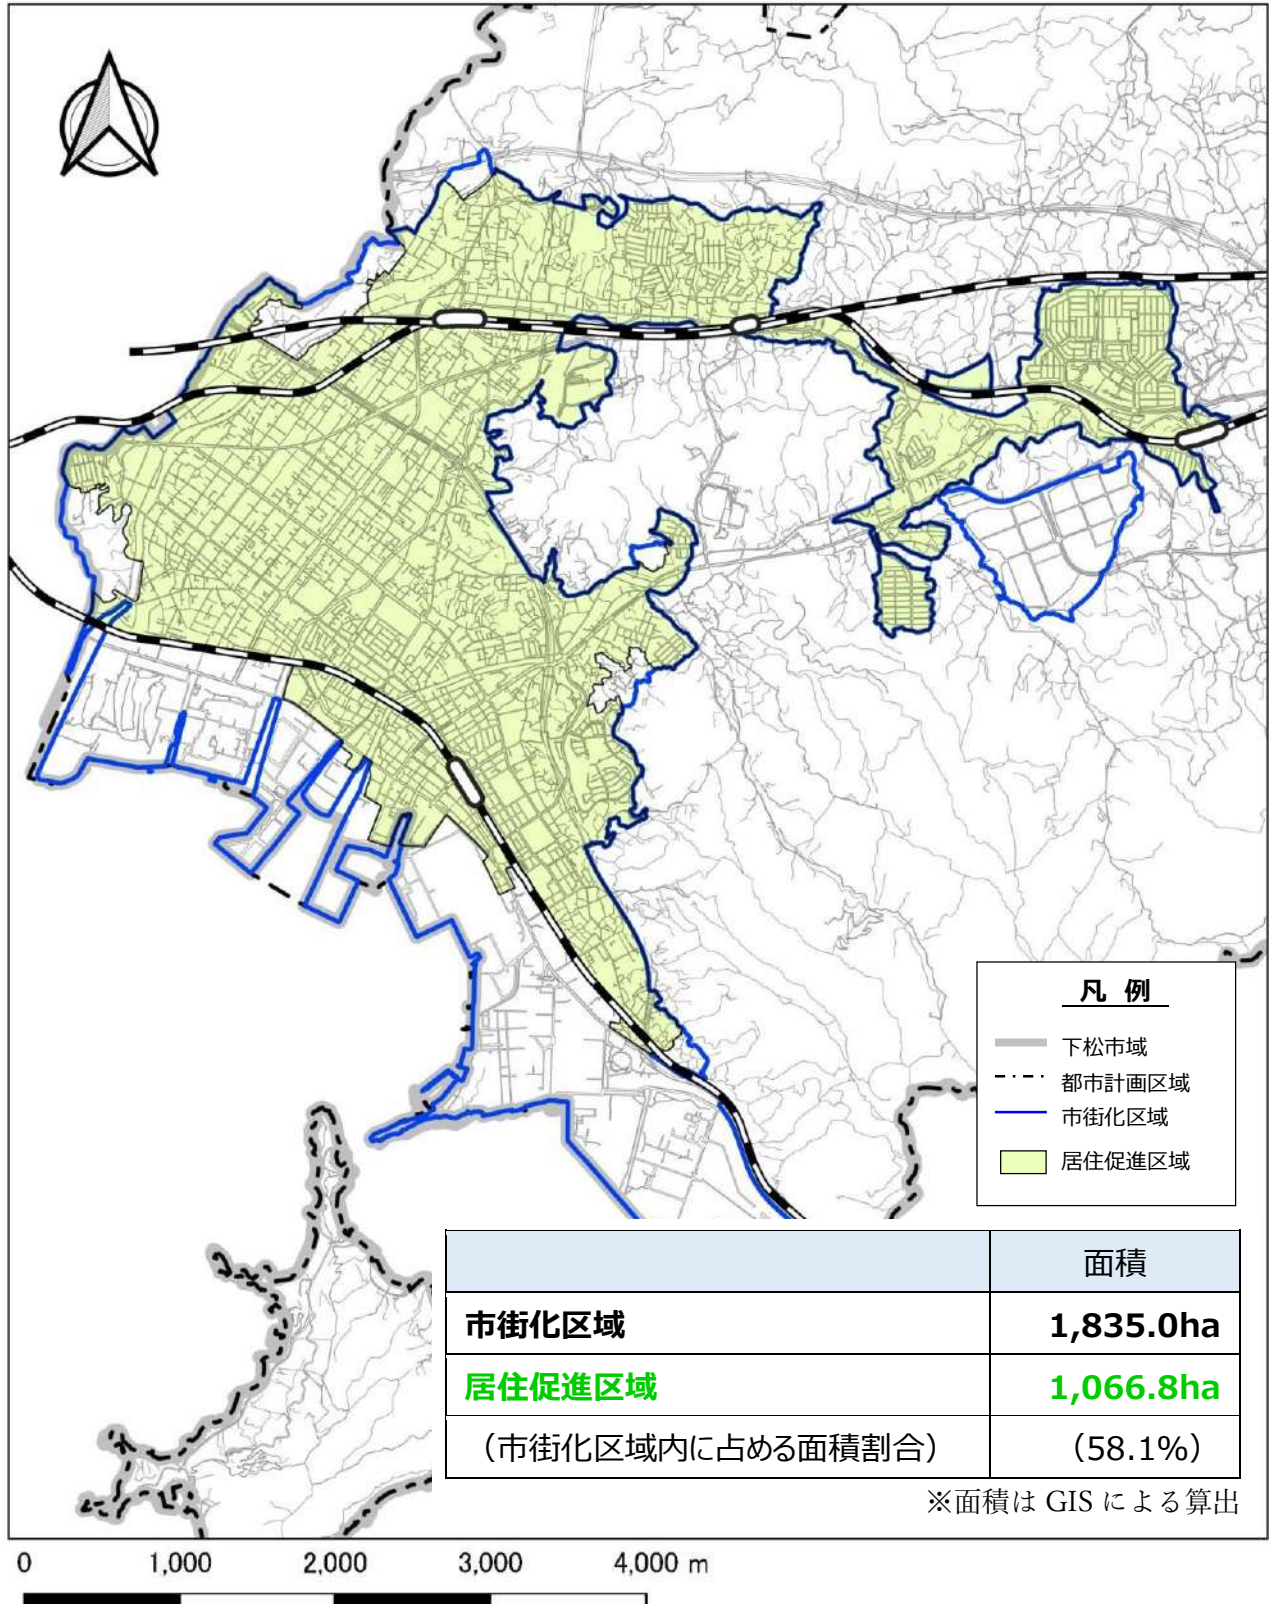 凡 例
下松市域
都市計画区域
市街化区域
居住促進区域
面積
市街化区域 1,835.0ha
居住促進区域 1,066.8ha
（市街化区域内に占める面積割合） （58.1%）
※面積は GIS による算出
0 1,000 2,000 3,000 4,000 m